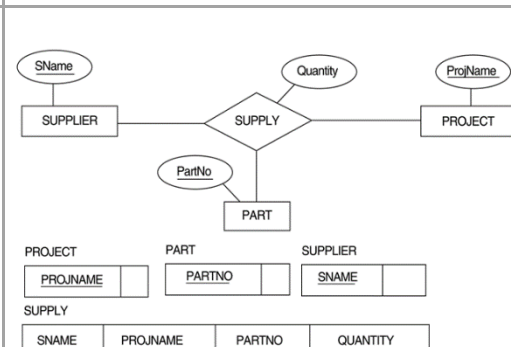 SName
Quantity
ProjName
SUPPLIER
SUPPLY
PROJECT
PartNo
PART
PROJECT
PART
SUPPLIER
PROJNAME
PARTNO
SNAME
SUPPLY
SNAME PROJNAME PARTNO QUANTITY